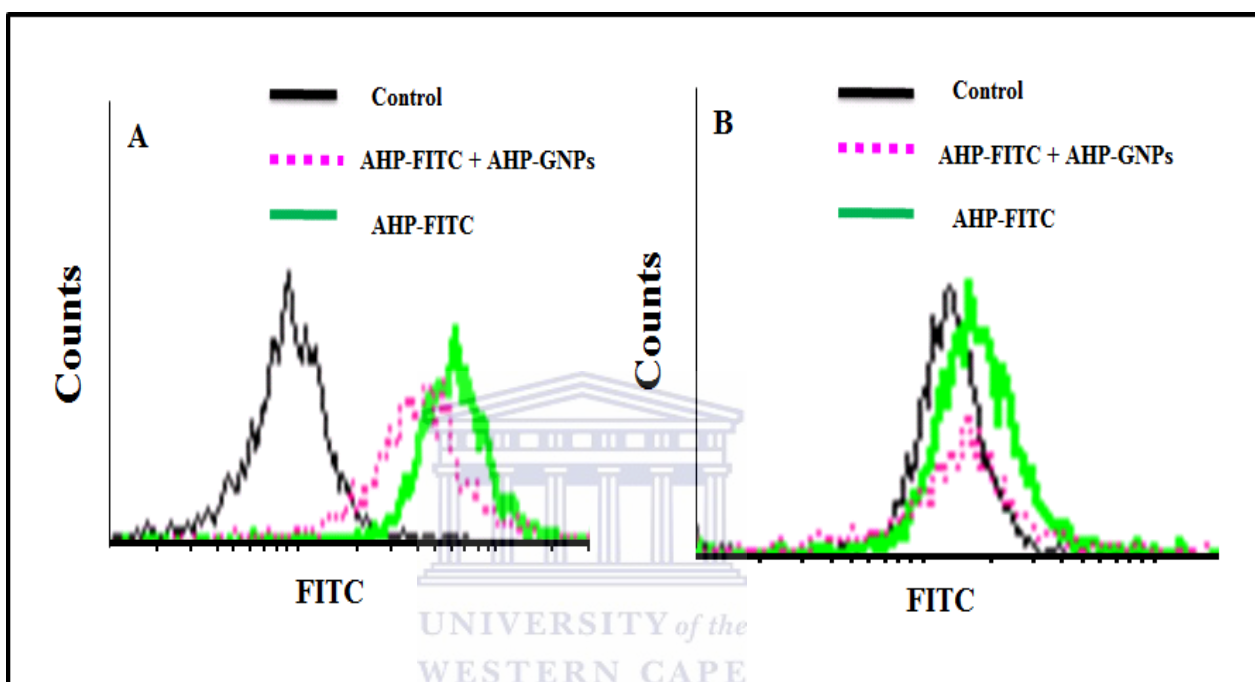 A
Control
AHP-FITC + AHP-GNPs
AHP-FITC
Counts
FITC
B
Control
AHP-FITC + AHP-GNPs
AHP-FITC
Counts
FITC
UNIVERSITY of the
WESTERN CAPE